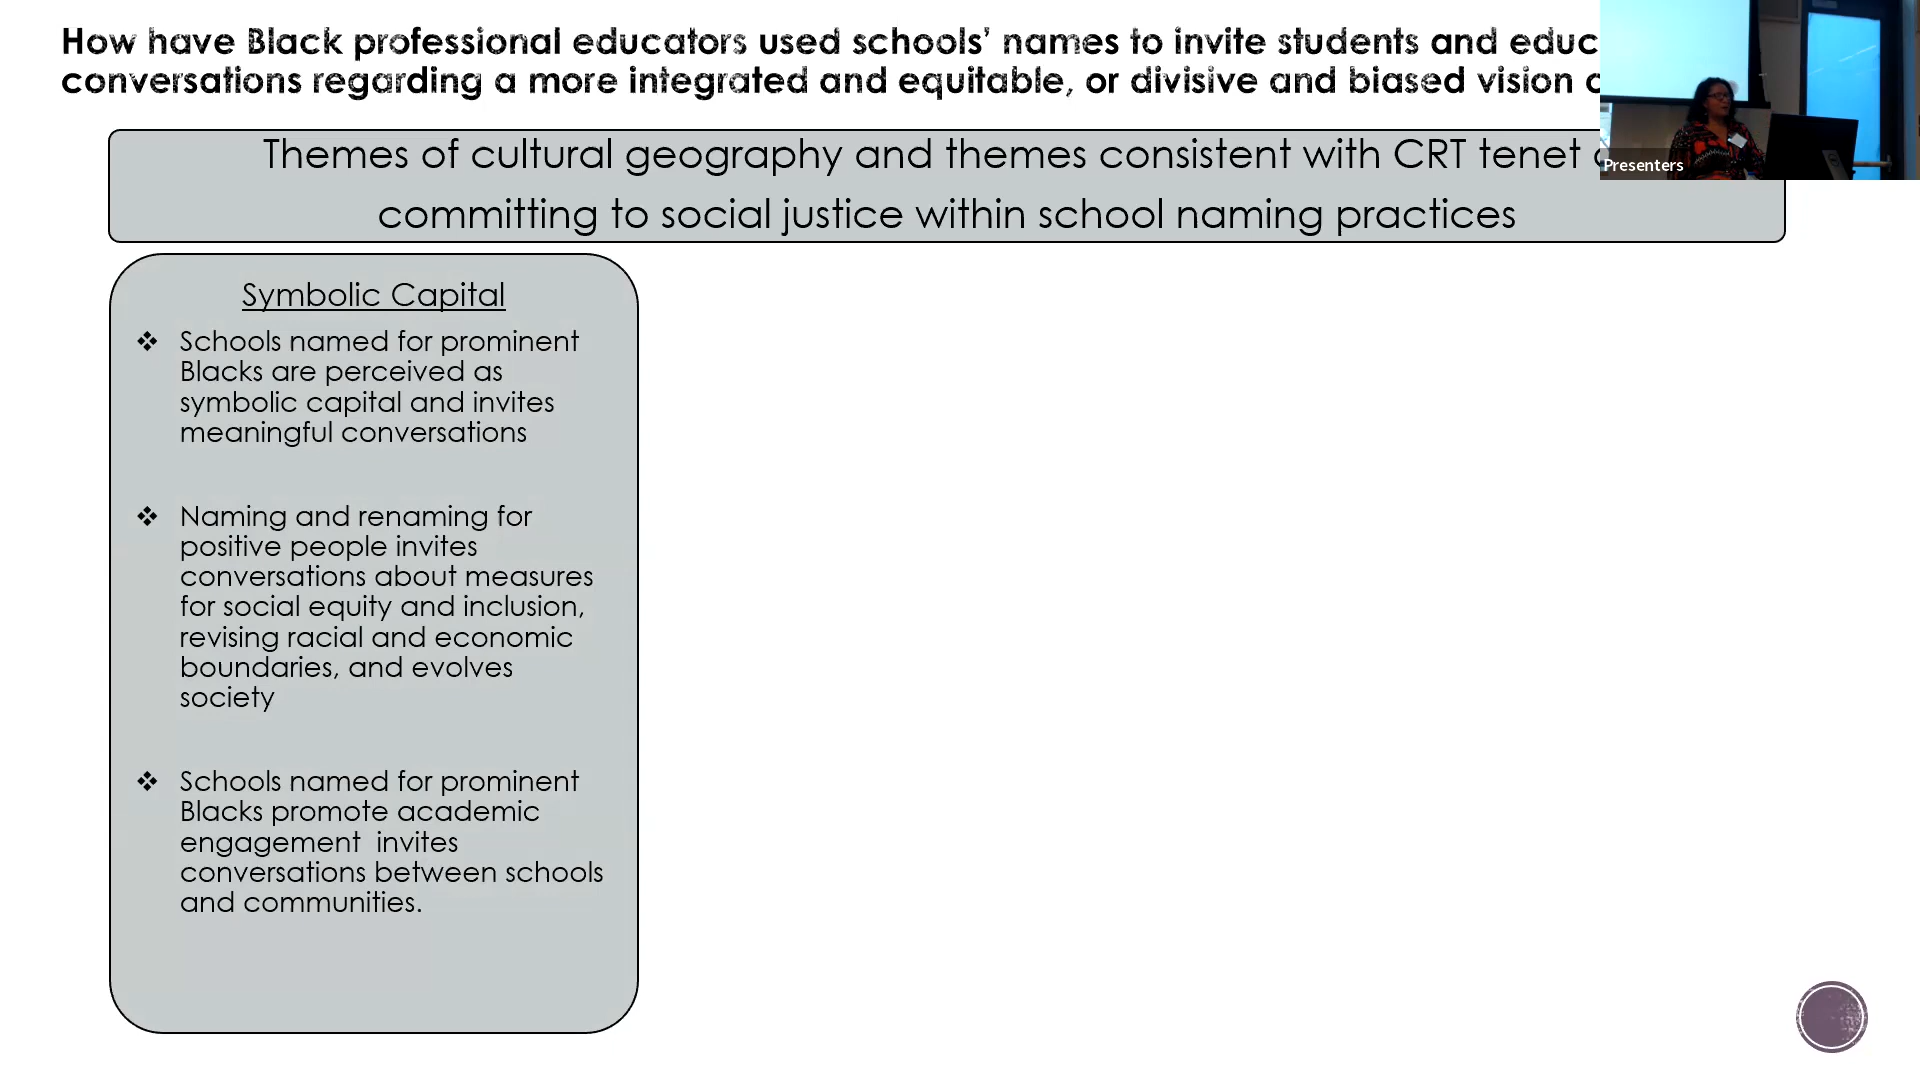 How have Black professional educators used schools' names to invite students and educ
conversations regarding a more integrated and equitable, or divisive and biased vision
Presenters
Themes of cultural geography and themes consistent with CRT tenet
committing to social justice within school naming practices
Symbolic Capital
❖ Schools named for prominent
Blacks are perceived as
symbolic capital and invites
meaningful conversations
❖ Naming and renaming for
positive people invites
conversations about measures
for social equity and inclusion,
revising racial and economic
boundaries, and evolves
society
❖ Schools named for prominent
Blacks promote academic
engagement  invites
conversations between schools
and communities.